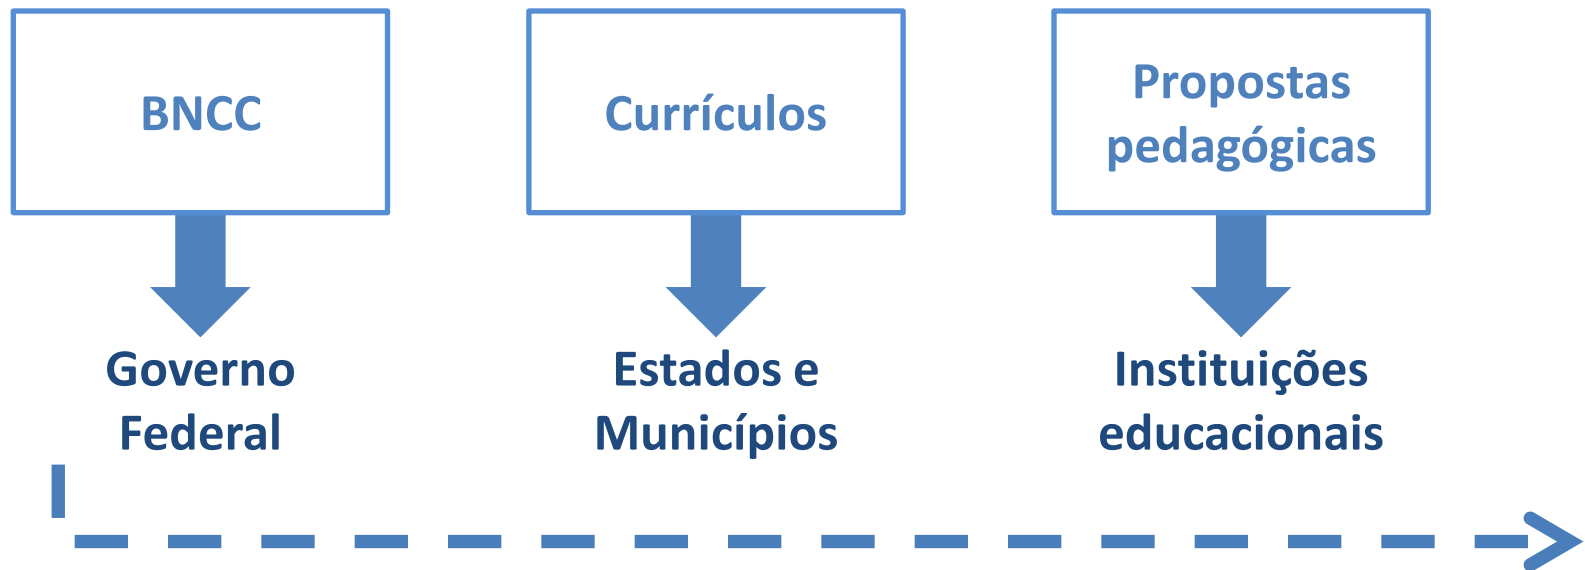 BNCC
Currículos
Propostas
pedagógicas
Governo
Federal
Estados e
Municípios
Instituições
educacionais